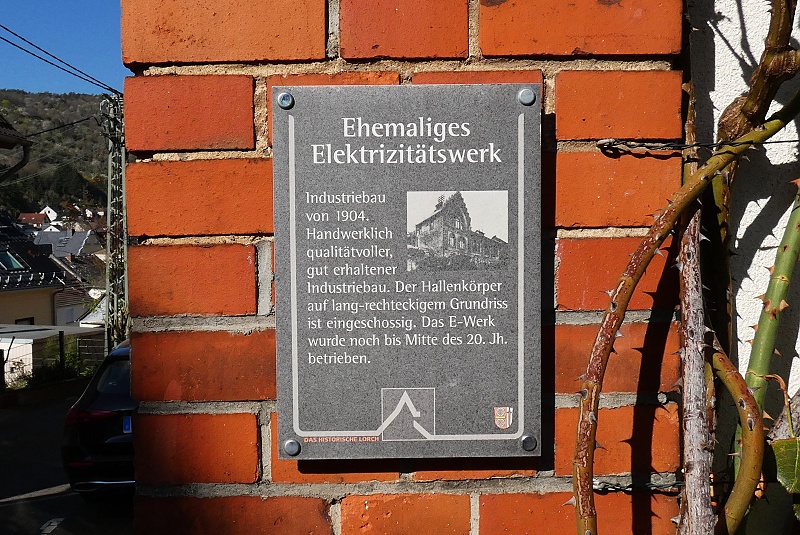 Ehemaliges
Elektrizitätswerk
Industriebau
von 1904.
Handwerklich
qualitätvoller,
gut erhaltener
Industriebau. Der Hallenkörper
auf lang-rechteckigem Grundriss
ist eingeschossig. Das E-Werk
wurde noch bis Mitte des 20. Jh.
betrieben.
DAS HISTORISCHE LORCH